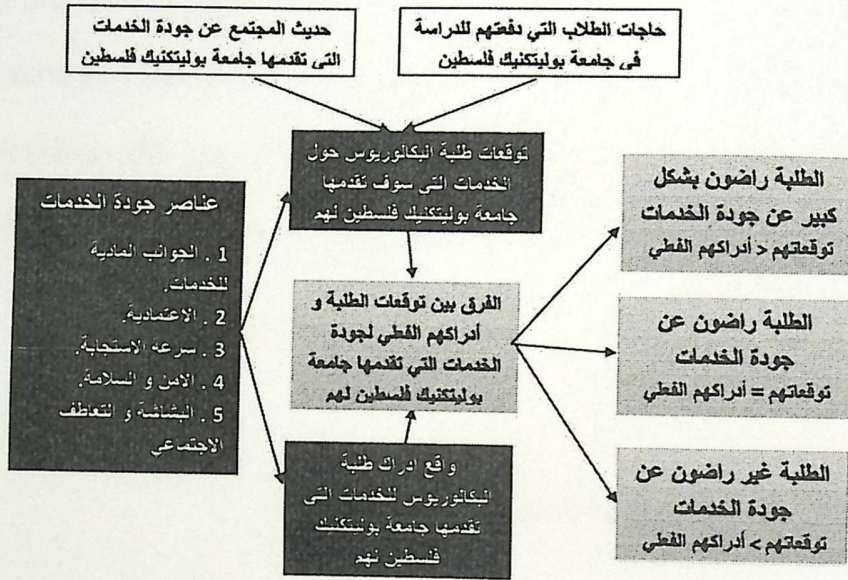 حاجات الطلاب التي دفعتهم للدراسة
في جامعة بوليتكنيك فلسطين
حديث المجتمع عن جودة الخدمات
التي تقدمها جامعة بوليتكنيك فلسطين
توقعات طلبة البكالوريوس حول
الخدمات التي سوف تقدمها
جامعة بوليتكنيك فلسطين لهم
عناصر جودة الخدمات
1 . الجوانب المادية
للخدمات.
2 . الاعتمادية.
3 . سرعة الاستجابة.
4 . الامن و السلامة.
5 . البشاشة و التعاطف
الاجتماعي
الفرق بين توقعات الطلبة و
أدراكهم الفعلي لجودة
الخدمات التي تقدمها جامعة
بوليتكنيك فلسطين لهم
واقع ادراك طلبة
البكالوريوس للخدمات التي
تقدمها جامعة بوليتكنيك
فلسطين لهم
الطلبة راضون بشكل
كبير عن جودة الخدمات
توقعاتهم < أدراكهم الفعلي
الطلبة راضون عن
جودة الخدمات
توقعاتهم = أدراكهم الفعلي
الطلبة غير راضون عن
جودة الخدمات
توقعاتهم > أدراكهم الفعلي